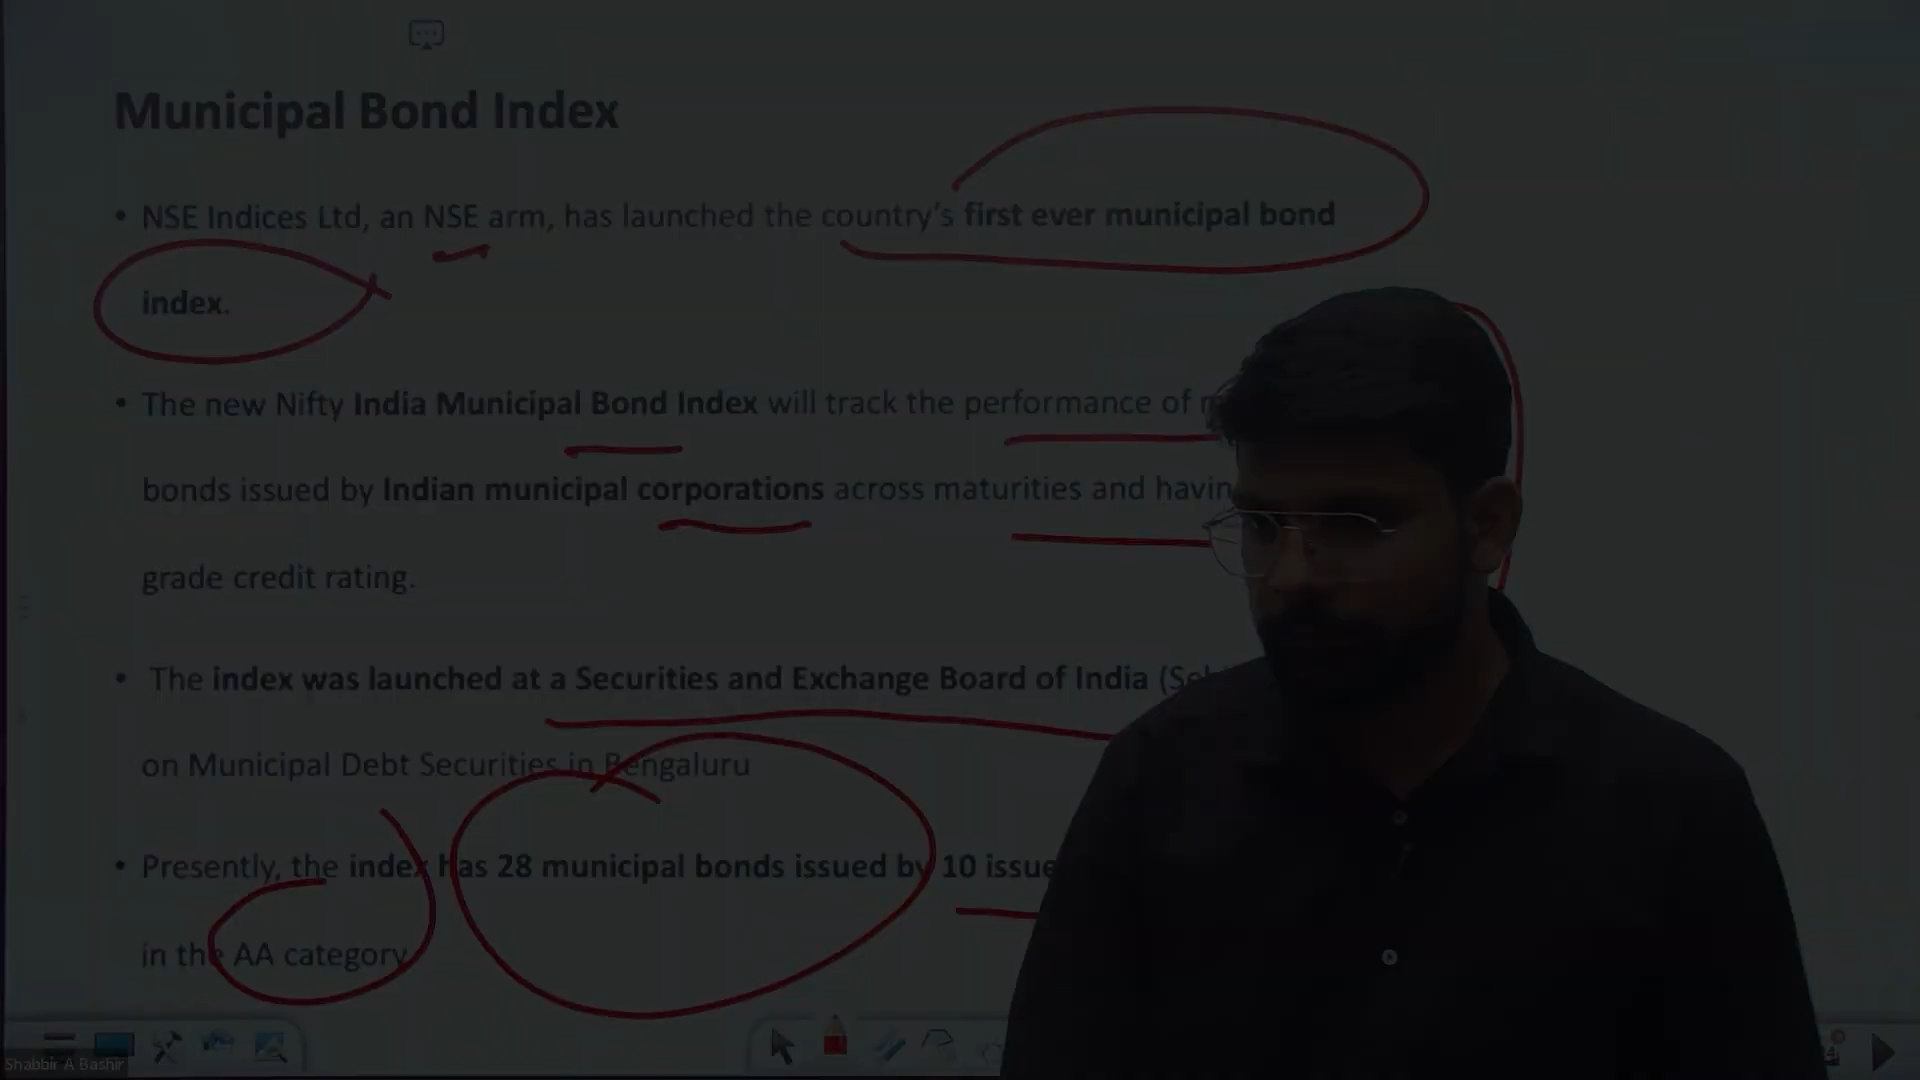 Municipal Bond Index
• NSE Indices Ltd, an NSE arm, has launched the country’s first ever municipal bond
index.
• The new Nifty India Municipal Bond Index will track the performance of
bonds issued by Indian municipal corporations across maturities and
grade credit rating.
• The index was launched at a Securities and Exchange Board of India
on Municipal Debt Securities in Bengaluru
• Presently, the index has 28 municipal bonds issued by 10
in the AA category
Shabbir A Bashir